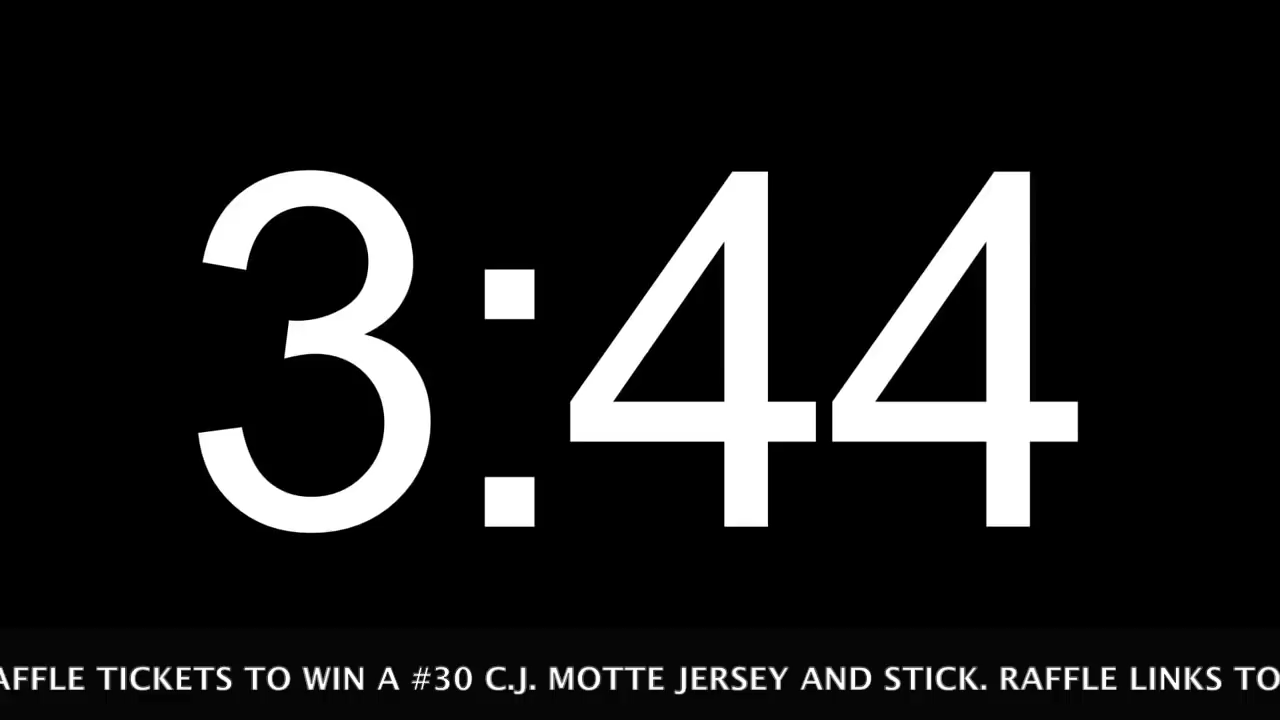 3:44
AFFLE TICKETS TO WIN A #30 C.J. MOTTE JERSEY AND STICK. RAFFLE LINKS TO